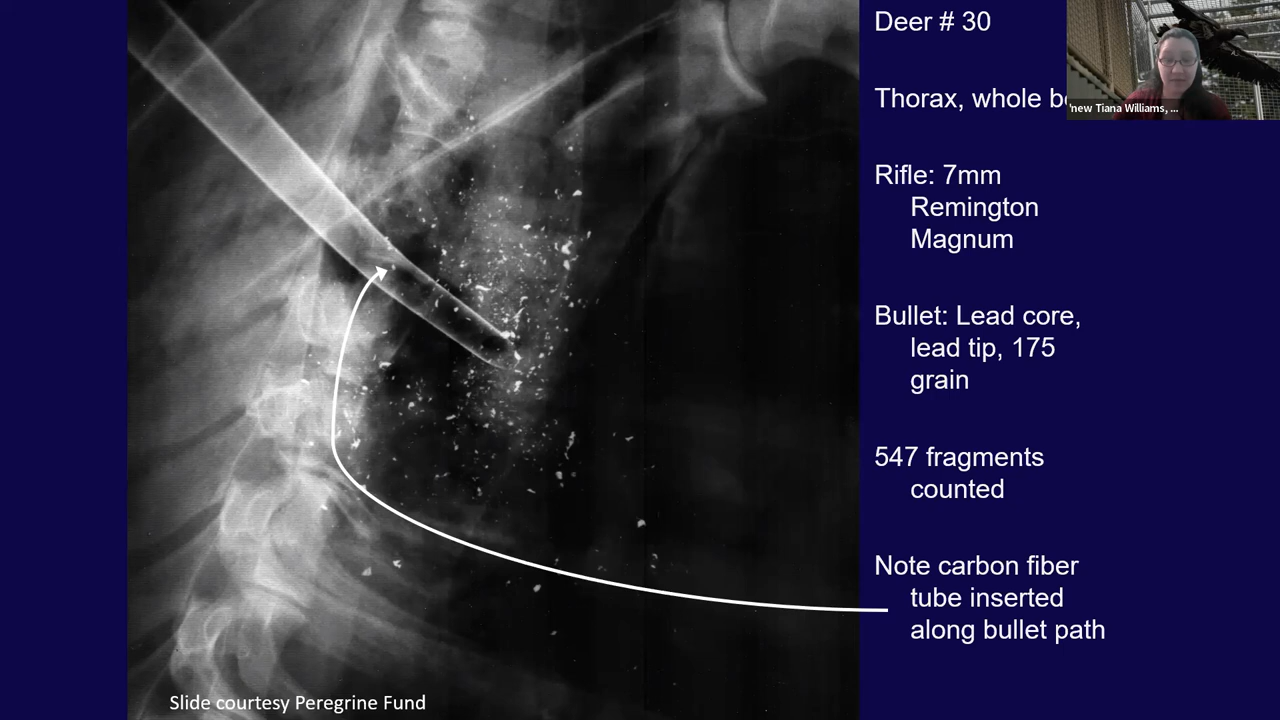 Deer # 30
Thorax, whole
'new Tiana Williams, ...
Rifle: 7mm
Remington
Magnum
Bullet: Lead core,
lead tip, 175
grain
547 fragments
counted
Note carbon fiber
tube inserted
along bullet path
Slide courtesy Peregrine Fund